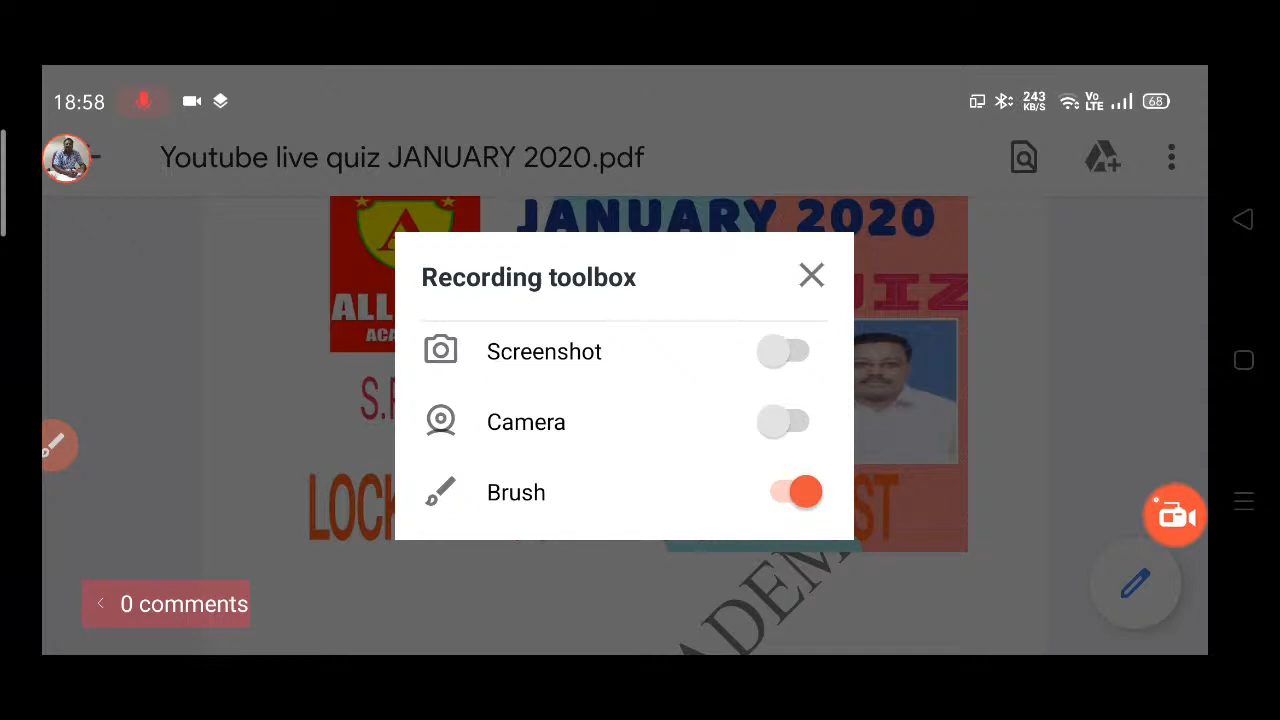 18:58
243
KB/S
Vo
LTE
68
Youtube live quiz JANUARY 2020.pdf
JANUARY 2020
ALL
Recording toolbox
Screenshot
Camera
Brush
0 comments